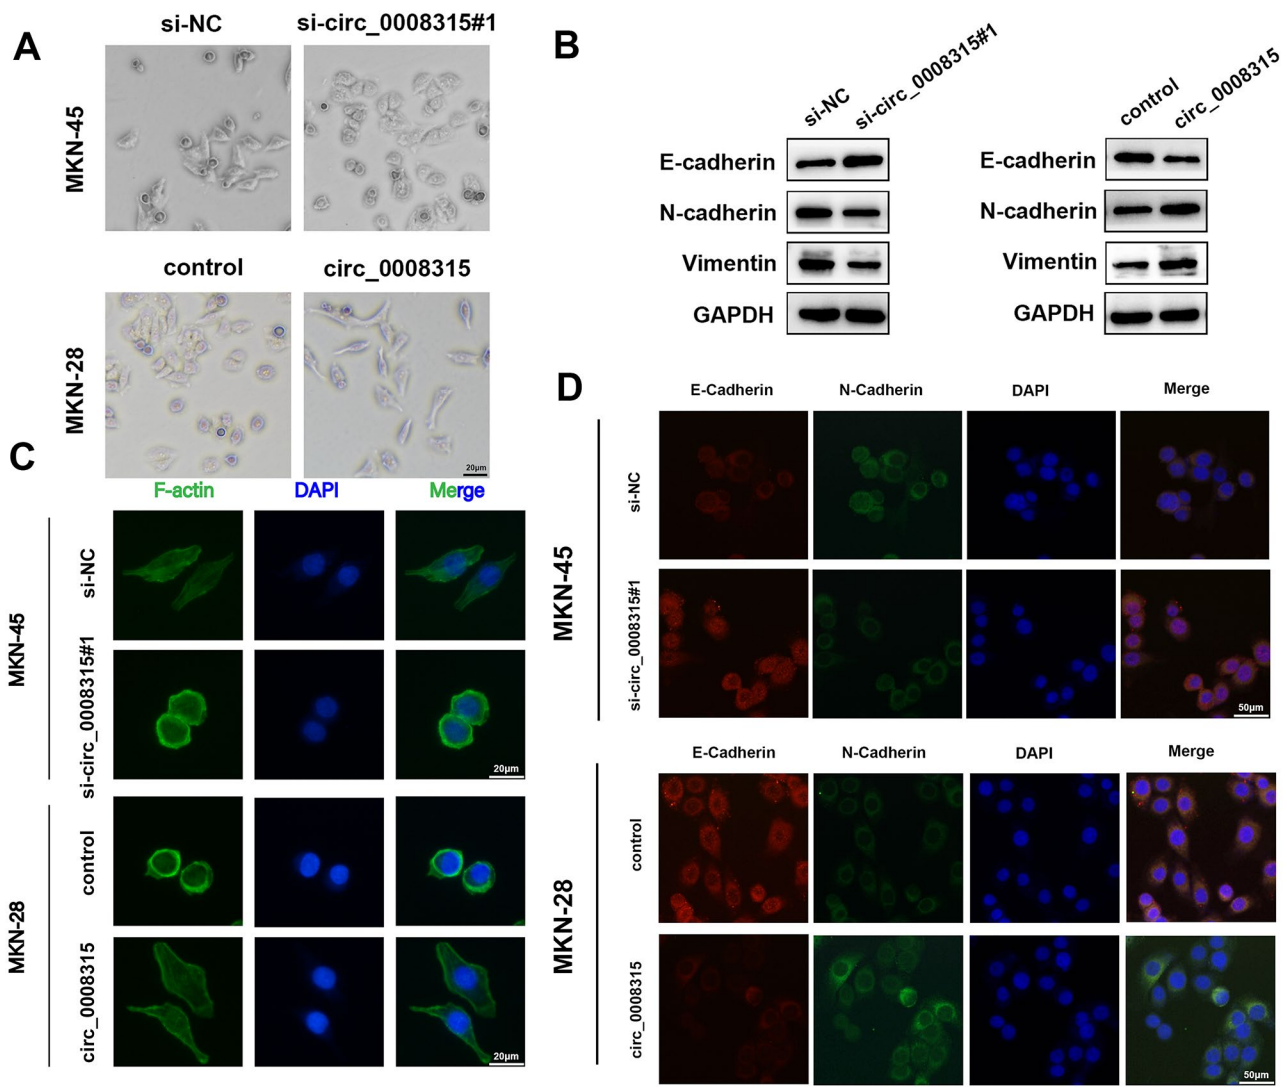 A
si-NC
si-circ_0008315#1
MKN-45
control
circ_0008315
MKN-28
20μm
B
si-NC
si-circ_0008315#1
E-cadherin
N-cadherin
Vimentin
GAPDH
control
circ_0008315
E-cadherin
N-cadherin
Vimentin
GAPDH
C
F-actin
DAPI
Merge
MKN-45
si-NC
si-circ_0008315#1
20μm
MKN-28
control
circ_0008315
20μm
D
E-Cadherin
N-Cadherin
DAPI
Merge
MKN-45
si-NC
si-circ_0008315#1
50μm
E-Cadherin
N-Cadherin
DAPI
Merge
MKN-28
control
circ_0008315
50μm